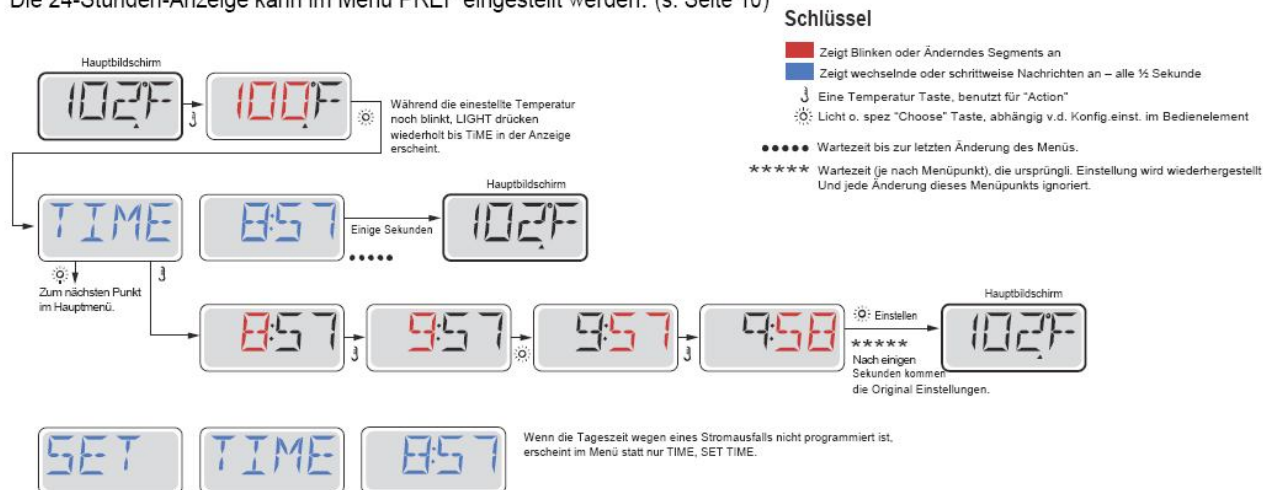 Die 24-Stunden-Anzeige kann im Menü PREF eingestellt werden. (s. Seite 10)
Schlüssel
Zeigt Blinken oder Änderndes Segments an
Zeigt wechselnde oder schrittweise Nachrichten an – alle ½ Sekunde
Eine Temperatur Taste, benutzt für "Action"
Licht o. spez "Choose" Taste, abhängig v.d. Konfig.einst. im Bedienelement
Wartezeit bis zur letzten Änderung des Menüs.
***** Wartezeit (je nach Menüpunkt), die ursprüngli. Einstellung wird wiederhergestellt
Und jede Änderung dieses Menüpunkts ignoriert.
Hauptbildschirm
102°F
100°F
Während die einestellte Temperatur
noch blinkt, LIGHT drücken
wiederholt bis TiME in der Anzeige
erscheint.
TIME
8:57
Einige Sekunden
Hauptbildschirm
102°F
Zum nächsten Punkt
im Hauptmenü.
8:57
9:57
9:57
9:58
Einstellen
*****
Nach einigen
Sekunden kommen
die Original Einstellungen.
Hauptbildschirm
102°F
SET
TIME
8:57
Wenn die Tageszeit wegen eines Stromausfalls nicht programmiert ist,
erscheint im Menü statt nur TIME, SET TIME.